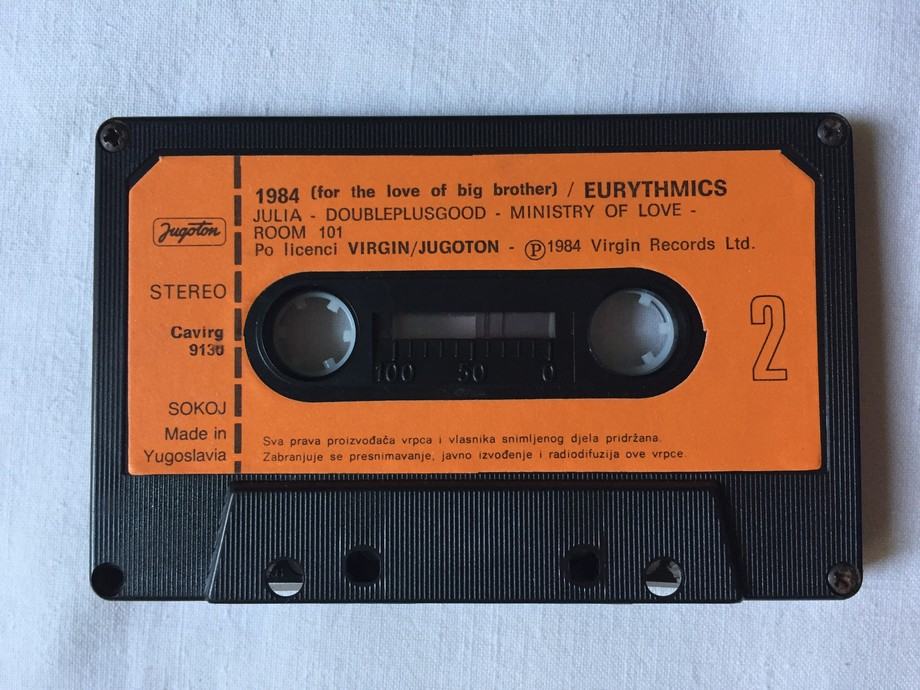 1984 (for the love of big brother) / EURYTHMICS
JULIA - DOUBLEPLUSGOOD - MINISTRY OF LOVE -
ROOM 101
Po licenci VIRGIN/JUGOTON - Ⓟ1984 Virgin Records Ltd.
Jugoton
STEREO
Cavirg
9130
SOKOJ
Made in
Yugoslavia
100 50 0
2
Sva prava proizvođača vrpca i vlasnika snimljenog djela pridržana.
Zabranjuje se presnimavanje, javno izvođenje i radiodifuzija ove vrpce.